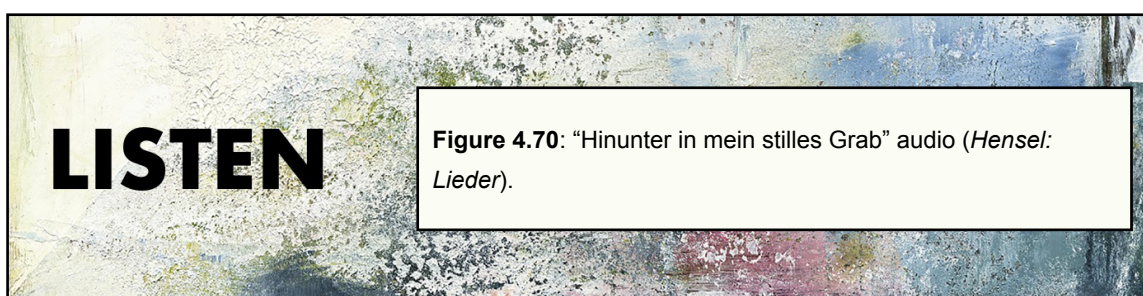 LISTEN
Figure 4.70: “Hinunter in mein stilles Grab” audio (Hensel:
Lieder).